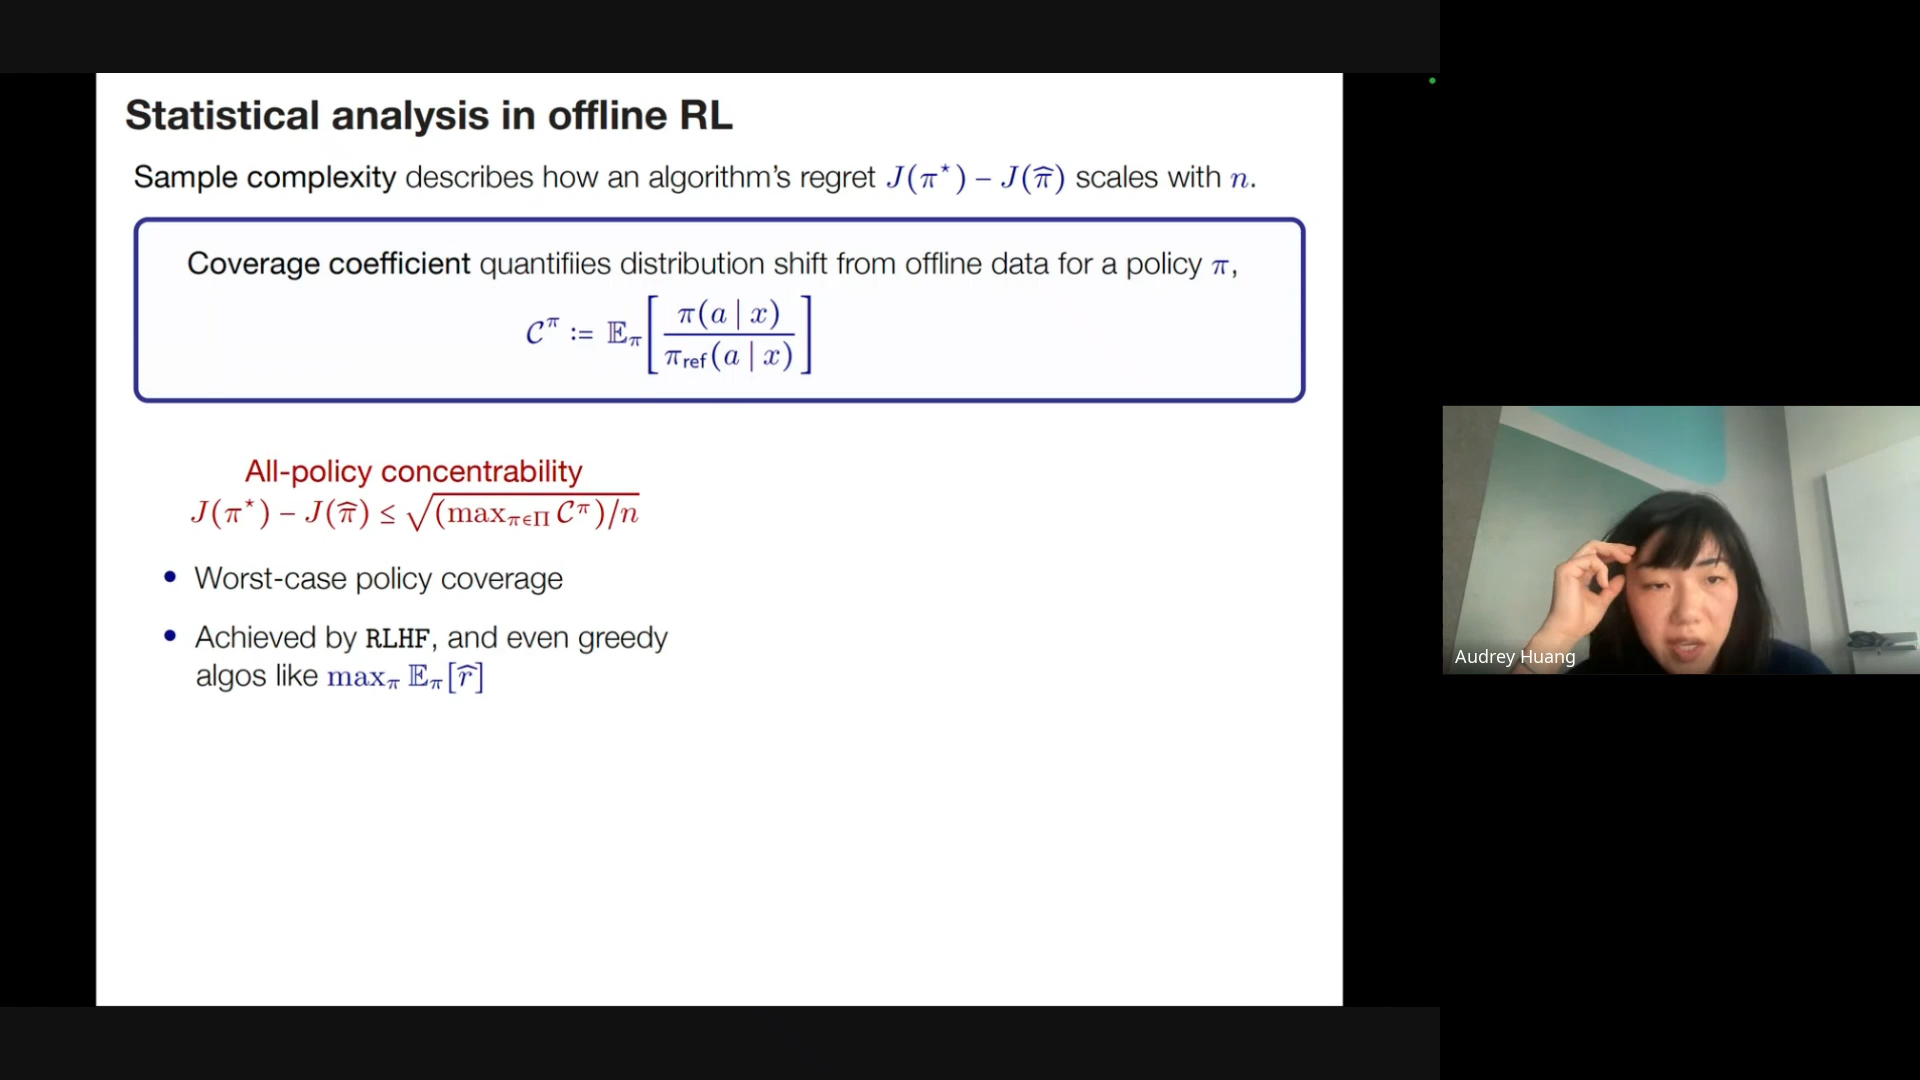 Statistical analysis in offline RL
Sample complexity describes how an algorithm's regret J(π*) − J(π̂) scales with n.
Coverage coefficient quantifiies distribution shift from offline data for a policy π,
C^π := E_π[π(a | x) / π_ref(a | x)]
All-policy concentrability
J(π*) − J(π̂) ≤ √(max_{π∈Π} C^π)/n
• Worst-case policy coverage
• Achieved by RLHF, and even greedy
algos like max_π E_π[r̂]
Audrey Huang